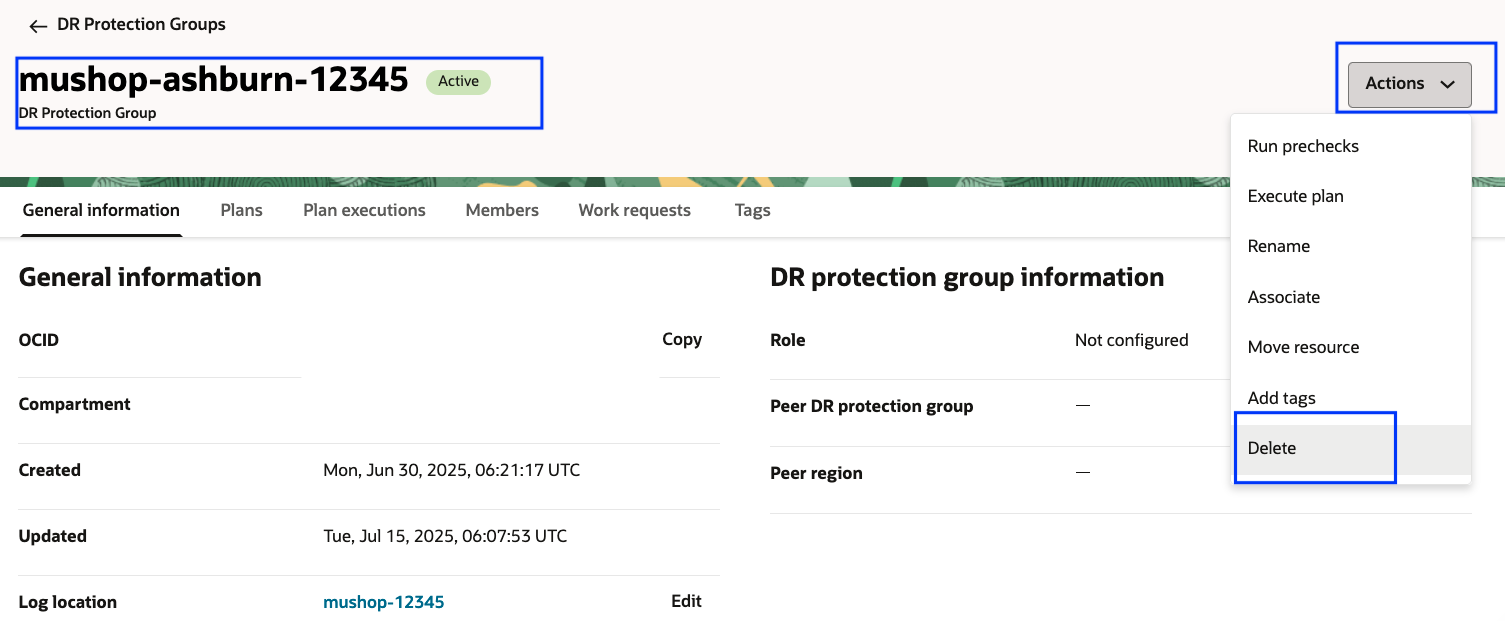 DR Protection Groups
mushop-ashburn-12345 Active
DR Protection Group
Actions
Run prechecks
Execute plan
Rename
Associate
Move resource
Add tags
Delete
General information Plans Plan executions Members Work requests Tags
General information
OCID Copy
Compartment
Created Mon, Jun 30, 2025, 06:21:17 UTC
Updated Tue, Jul 15, 2025, 06:07:53 UTC
Log location mushop-12345 Edit
DR protection group information
Role Not configured
Peer DR protection group —
Peer region —